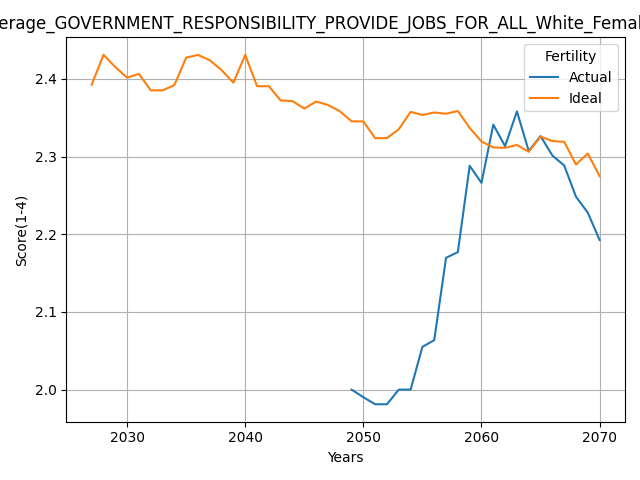 erage_GOVERNMENT_RESPONSIBILITY_PROVIDE_JOBS_FOR_ALL_White_Femal
Fertility
Actual
Ideal
2.4
2.3
2.2
2.1
2.0
Score(1-4)
2030 2040 2050 2060 2070
Years